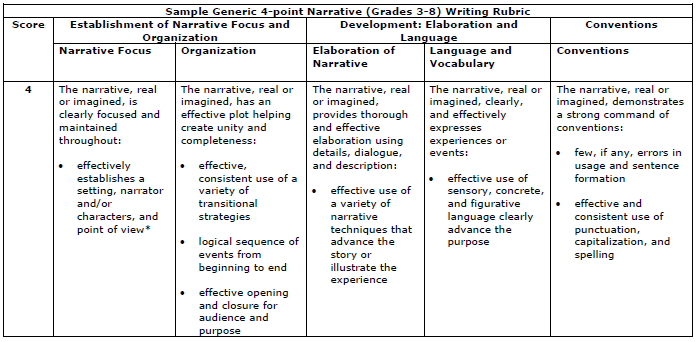 Sample Generic 4-point Narrative (Grades 3-8) Writing Rubric
Score
Establishment of Narrative Focus and
Organization
Development: Elaboration and
Language
Conventions
Narrative Focus
Organization
Elaboration of
Narrative
Language and
Vocabulary
Conventions
4
The narrative, real
or imagined, is
clearly focused and
maintained
throughout:
• effectively
establishes a
setting, narrator
and/or
characters, and
point of view*
The narrative, real or
imagined, has an
effective plot helping
create unity and
completeness:
• effective,
consistent use of a
variety of
transitional
strategies
• logical sequence of
events from
beginning to end
• effective opening
and closure for
audience and
purpose
The narrative, real
or imagined,
provides thorough
and effective
elaboration using
details, dialogue,
and description:
• effective use of
a variety of
narrative
techniques that
advance the
story or
illustrate the
experience
The narrative, real or
imagined, clearly,
and effectively
expresses
experiences or
events:
• effective use of
sensory, concrete,
and figurative
language clearly
advance the
purpose
The narrative, real or
imagined, demonstrates
a strong command of
conventions:
• few, if any, errors in
usage and sentence
formation
• effective and
consistent use of
punctuation,
capitalization, and
spelling